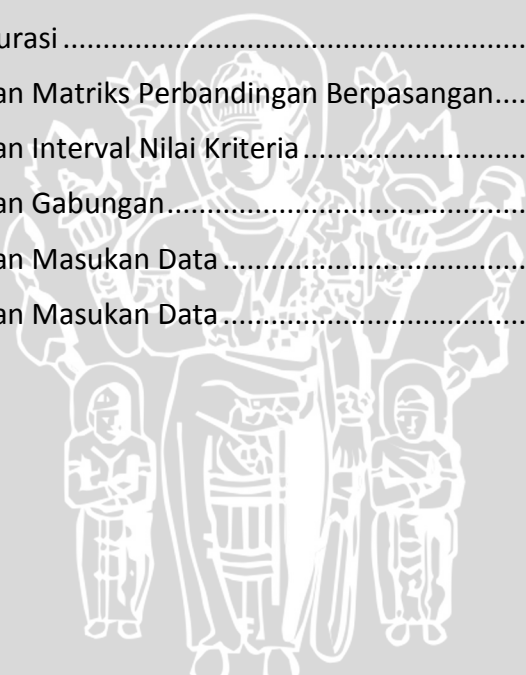 urasi ...............................................................
an Matriks Perbandingan Berpasangan....
an Interval Nilai Kriteria ............................
an Gabungan.............................................
an Masukan Data ......................................
an Masukan Data ......................................